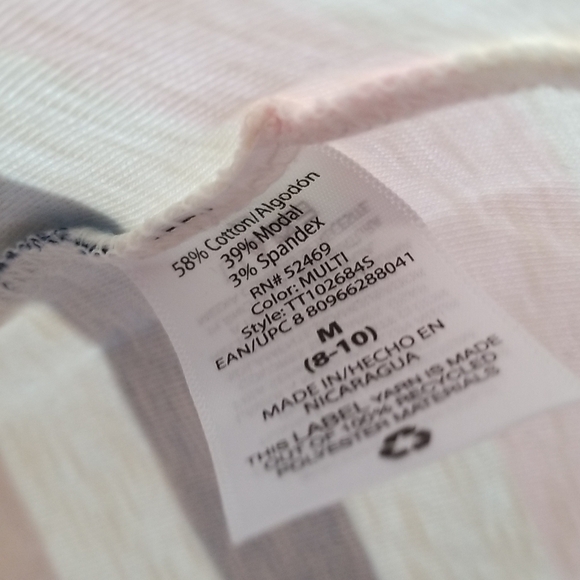 58% Cotton/Algodón
39% Modal
3% Spandex
RN# 52469
Color: MULTI
Style: TT102684S
EAN/UPC 8 80966288041
M
(8-10)
MADE IN/HECHO EN
NICARAGUA
THIS LABEL YARN IS MADE
OUT OF 100% RECYCLED
POLYESTER MATERIALS